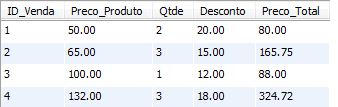 ID_Venda Preco_Produto Qtde Desconto Preco_Total
1 50.00 2 20.00 80.00
2 65.00 3 15.00 165.75
3 100.00 1 12.00 88.00
4 132.00 3 18.00 324.72